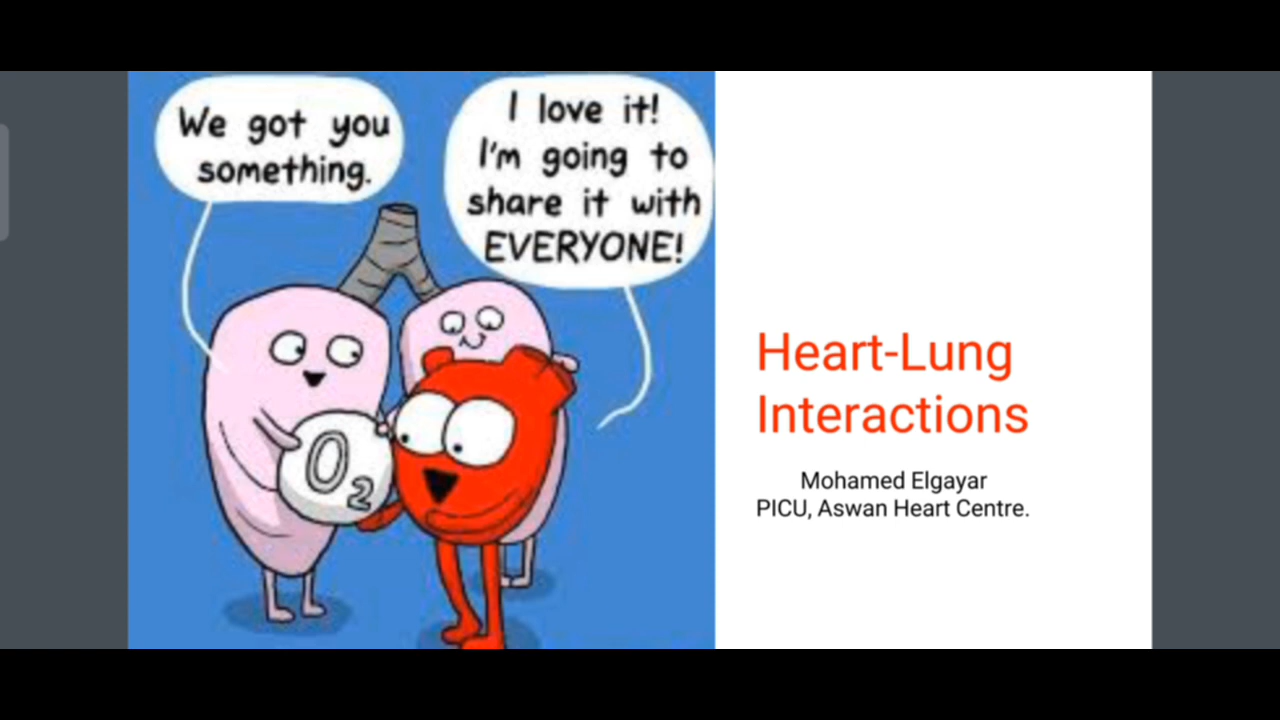 We got you
something.
I love it!
I'm going to
share it with
EVERYONE!
O2
Heart-Lung
Interactions
Mohamed Elgayar
PICU, Aswan Heart Centre.